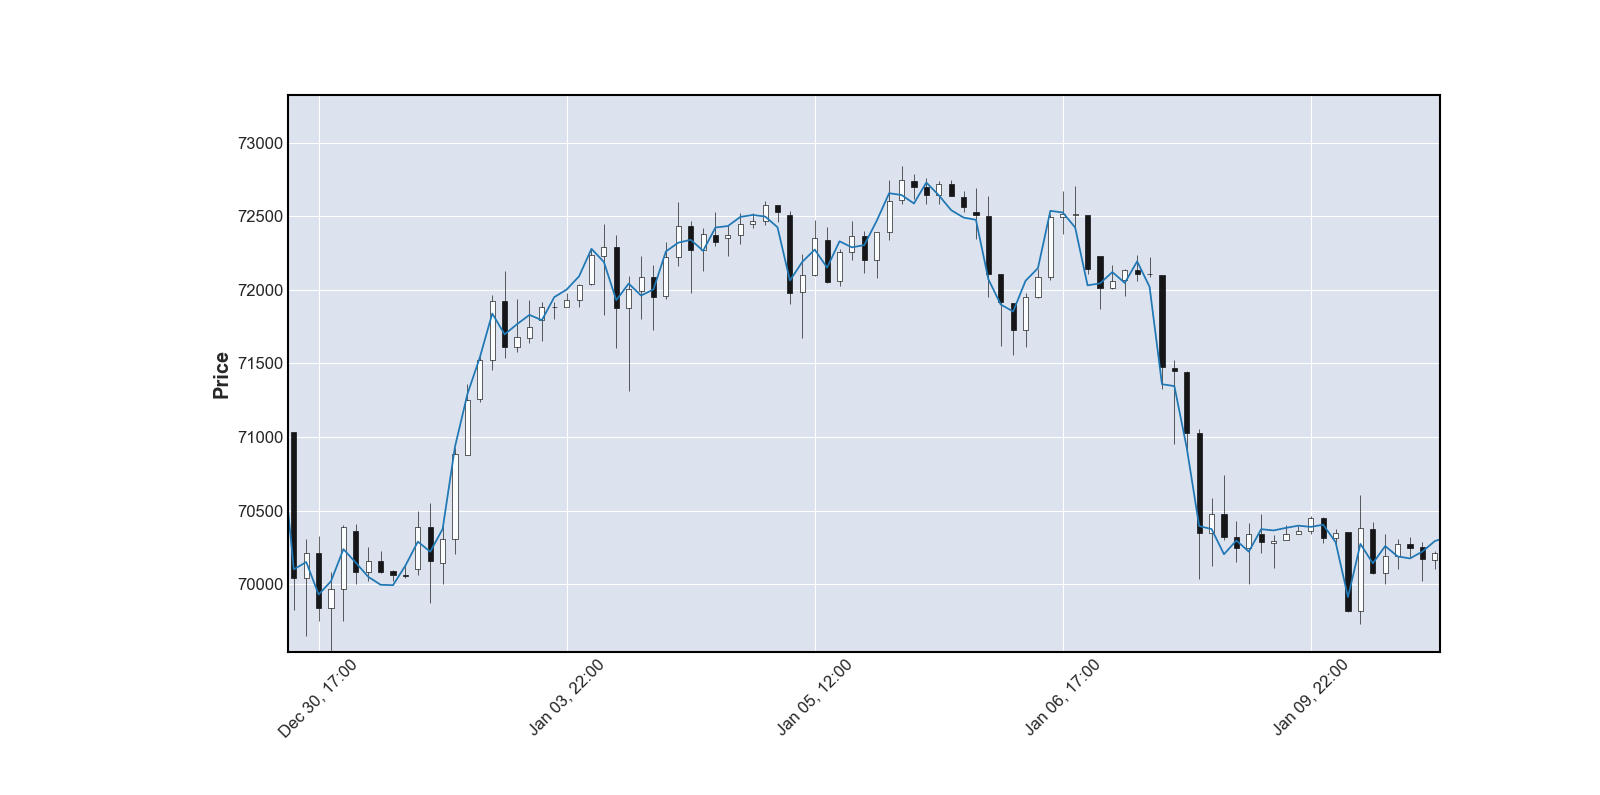 73000
72500
72000
71500
71000
70500
70000
Price
Dec 30, 17:00
Jan 03, 22:00
Jan 05, 12:00
Jan 06, 17:00
Jan 09, 22:00